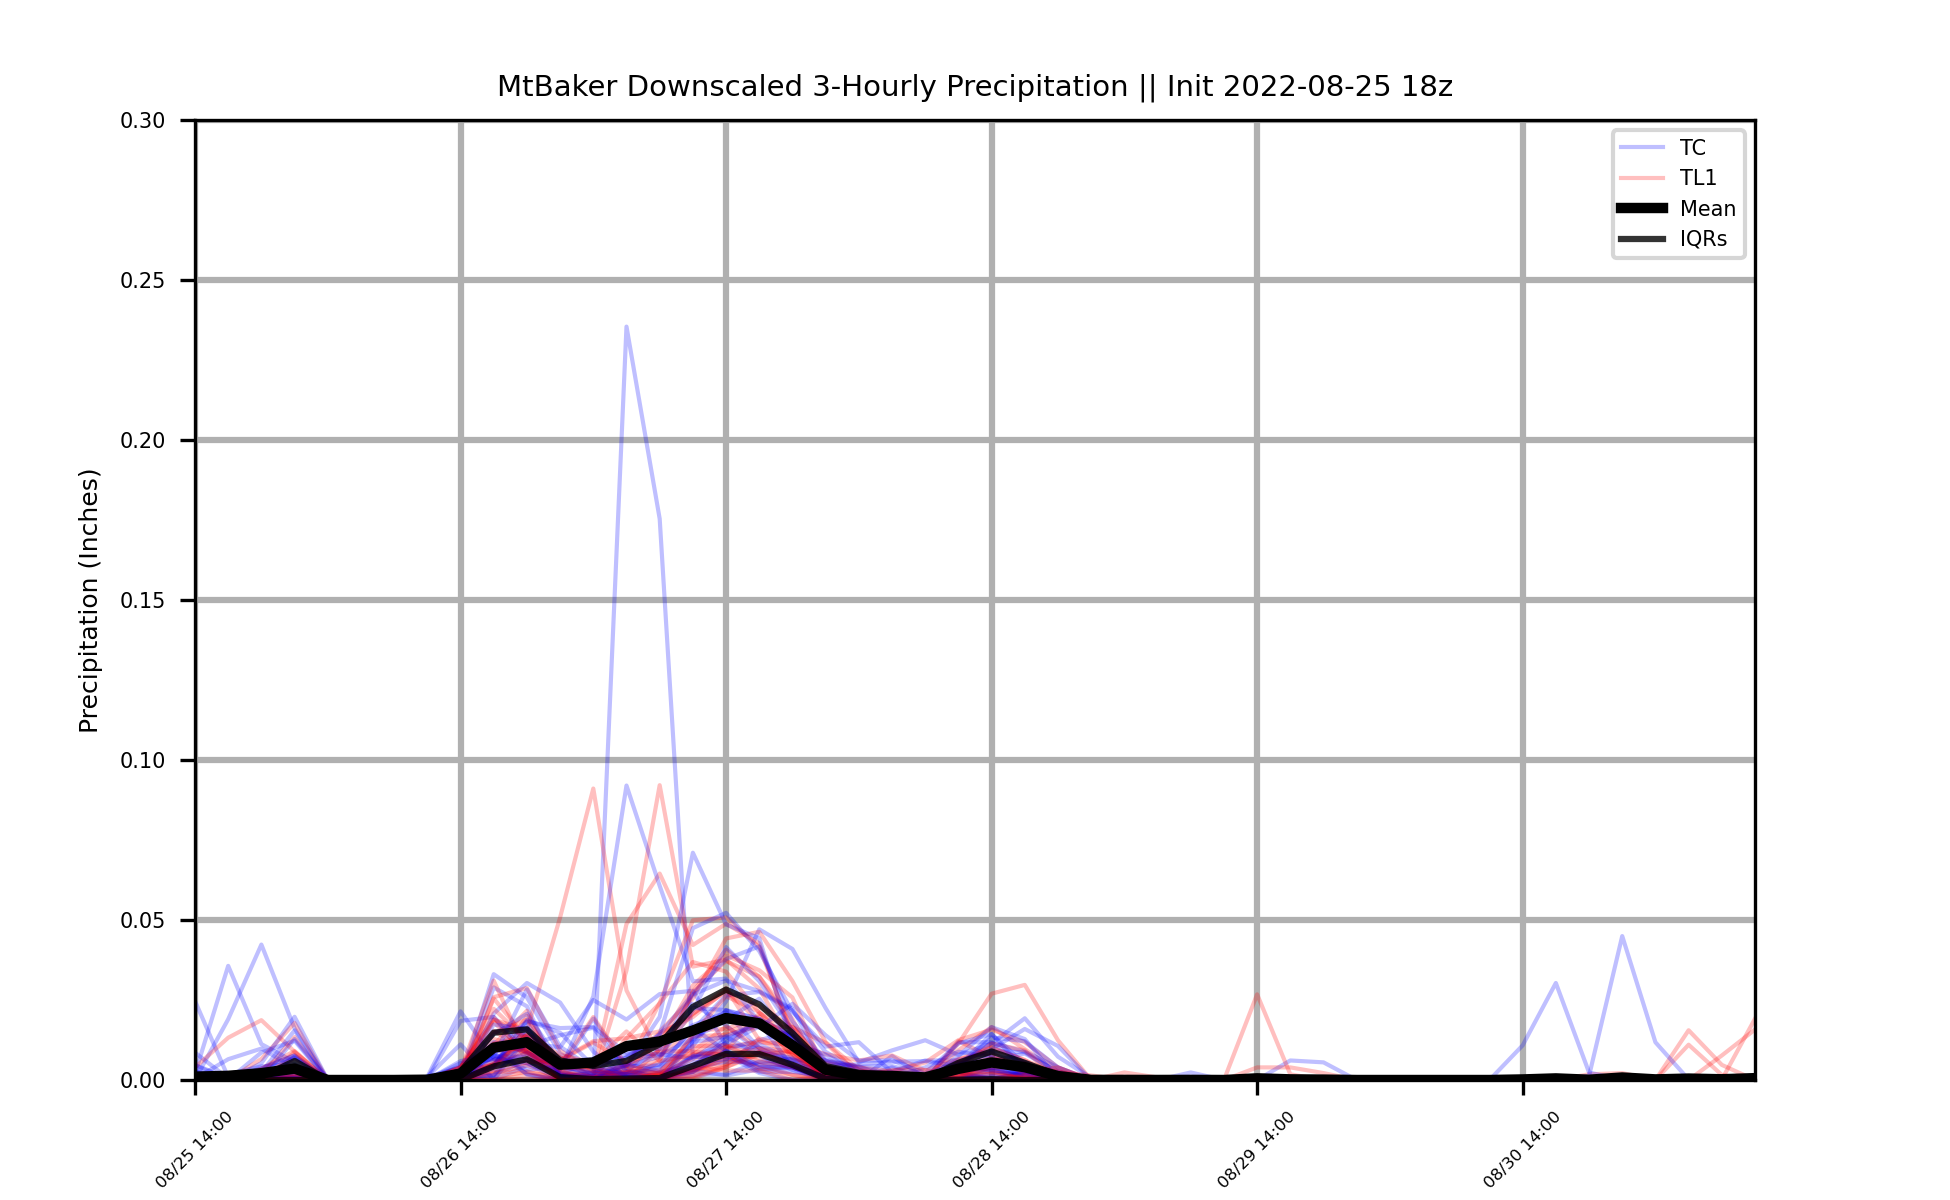 MtBaker Downscaled 3-Hourly Precipitation || Init 2022-08-25 18z
Precipitation (Inches)
0.30
0.25
0.20
0.15
0.10
0.05
0.00
TC
TL1
Mean
IQRs
08/25 14:00
08/26 14:00
08/27 14:00
08/28 14:00
08/29 14:00
08/30 14:00